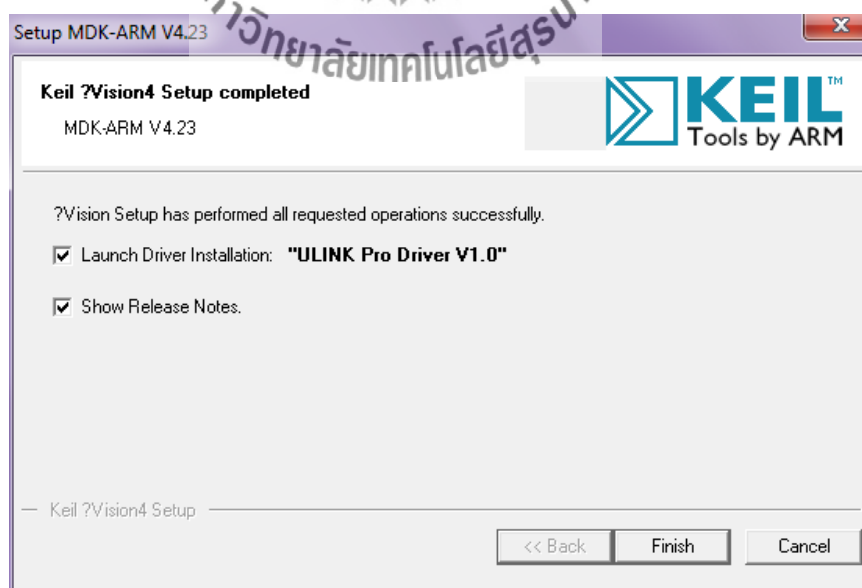 Setup MDK-ARM V4.23
X
วิทยาลัยเทคโนโลยีสุร
Keil ?Vision4 Setup completed
MDK-ARM V4.23
KEIL™
Tools by ARM
?Vision Setup has performed all requested operations successfully.
Launch Driver Installation: "ULINK Pro Driver V1.0"
Show Release Notes.
Keil ?Vision4 Setup
<< Back Finish Cancel